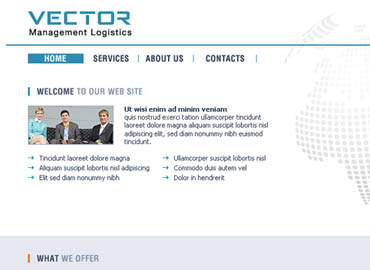 VECTOR
Management Logistics
HOME SERVICES ABOUT US CONTACTS
WELCOME TO OUR WEB SITE
Ut wisi enim ad minim veniam
quis nostrud exerci tation ullamcorper tincidunt
laoreet dolore magna aliquam suscipit lobortis nisl
adipiscing elit, sed diam nonummy nibh euismod
tincidunt.
Tincidunt laoreet dolore magna
Aliquam suscipit lobortis nisl adipiscing
Elit sed diam nonummy nibh
Ullamcorper suscipit lobortis nisl
Commodo duis autem vel
Dolor in hendrerit
WHAT WE OFFER